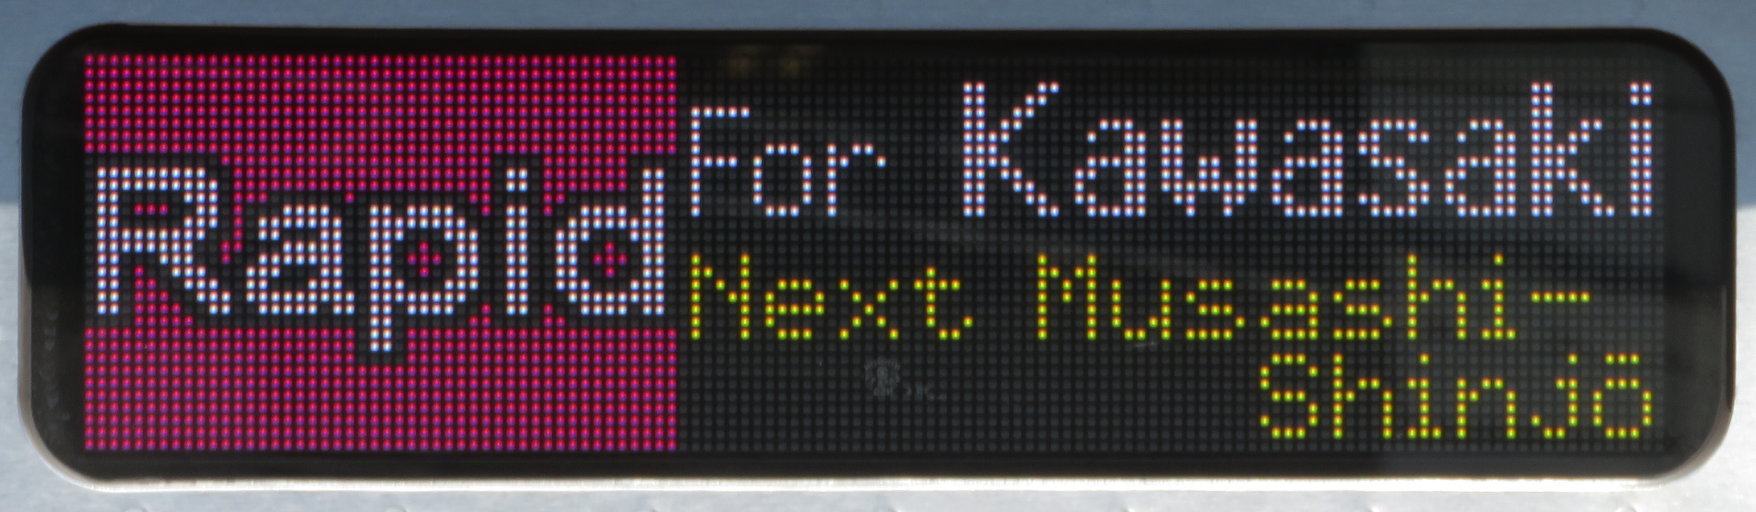 Rapid
For Kawasaki
Next Musashi-
Shinjō